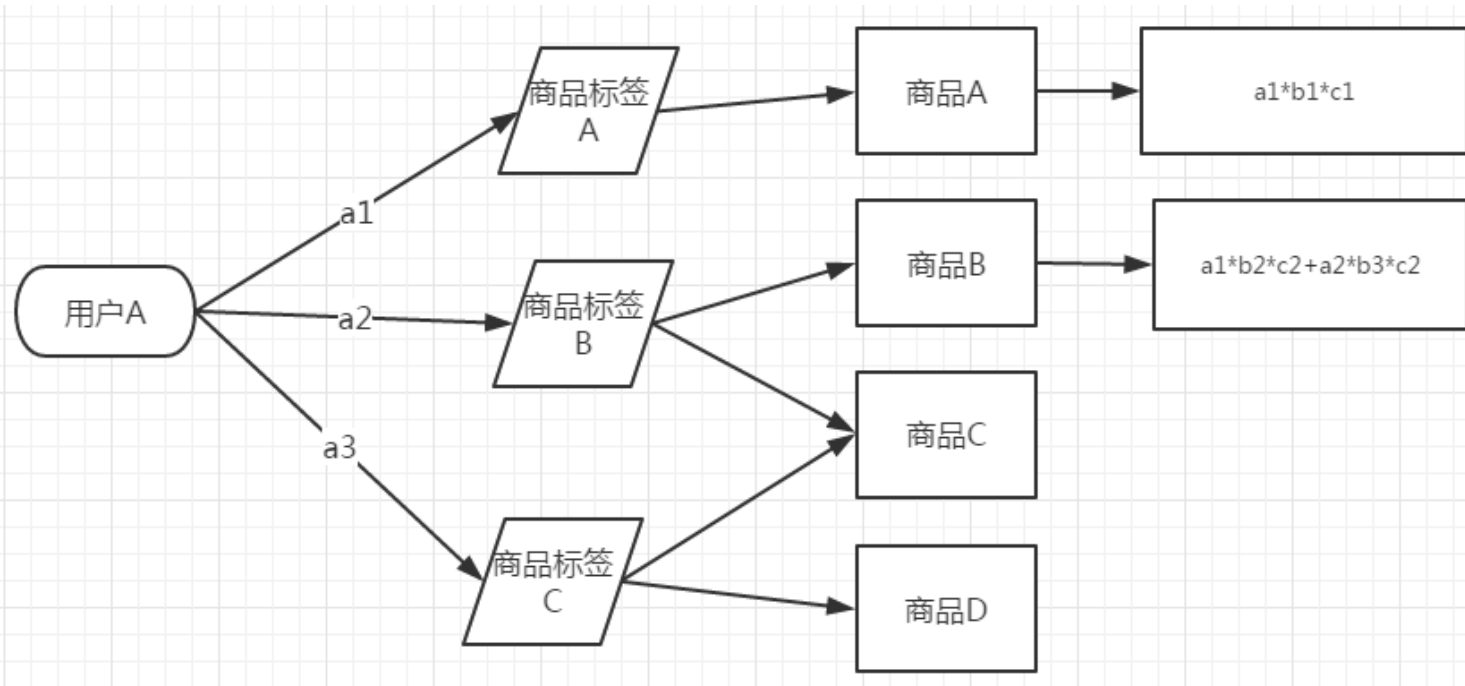 商品标签
A
商品A
a1*b1*c1
a1
商品标签
B
商品B
a1*b2*c2+a2*b3*c2
用户A
a2
商品C
a3
商品标签
C
商品D